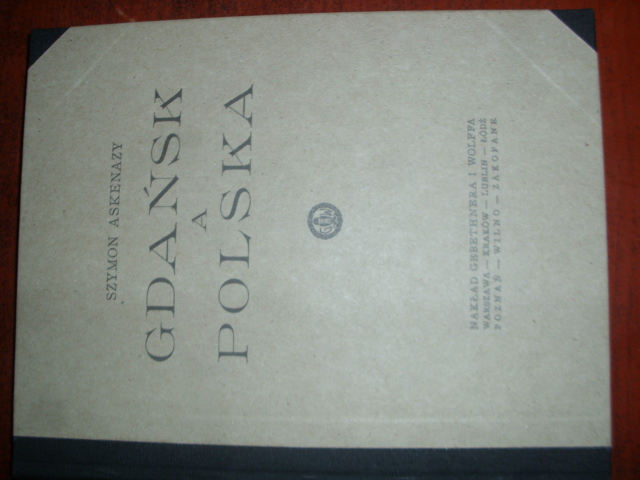 SZYMON ASKENAZY
GDAŃSK
A
POLSKA
NAKŁAD GEBETHNERA I WOLFFA
WARSZAWA — KRAKÓW — LUBLIN — ŁÓDŹ
POZNAŃ — WILNO — ZAKOPANE